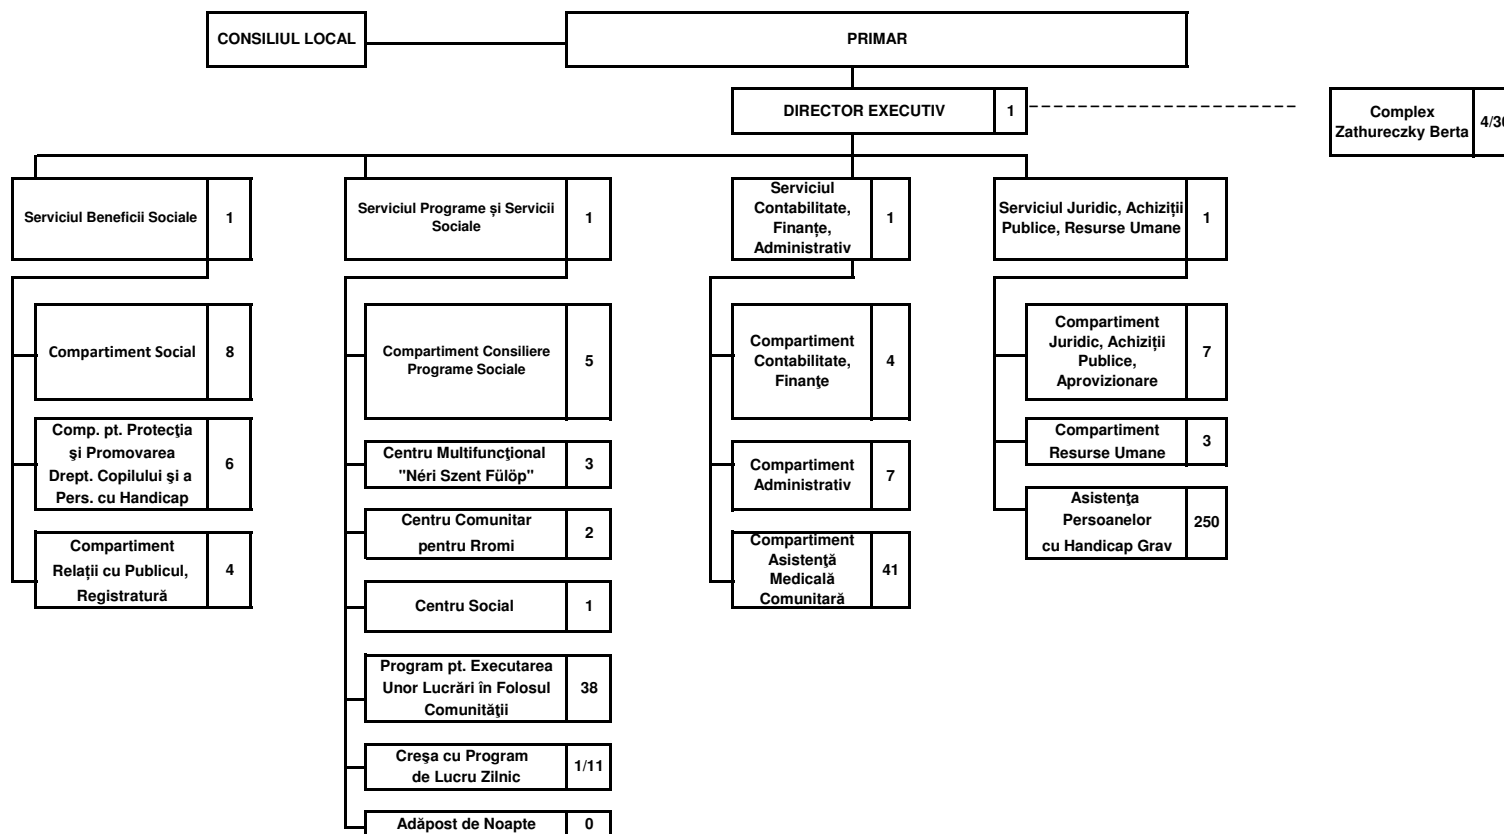 CONSILIUL LOCAL
PRIMAR
DIRECTOR EXECUTIV
1
Complex
Zathureczky Berta
Serviciul Beneficii Sociale
1
Serviciul Programe și Servicii
Sociale
1
Serviciul
Contabilitate,
Finanțe,
Administrativ
1
Serviciul Juridic, Achiziții
Publice, Resurse Umane
1
Compartiment Social
8
Comp. pt. Protecţia
şi Promovarea
Drept. Copilului şi a
Pers. cu Handicap
6
Compartiment
Relații cu Publicul,
Registratură
4
Compartiment Consiliere
Programe Sociale
5
Centru Multifuncţional
"Néri Szent Fülöp"
3
Centru Comunitar
pentru Rromi
2
Centru Social
1
Program pt. Executarea
Unor Lucrări în Folosul
Comunităţii
38
Creşa cu Program
de Lucru Zilnic
1/11
Adăpost de Noapte
0
Compartiment
Contabilitate,
Finanţe
4
Compartiment
Administrativ
7
Compartiment
Asistenţă
Medicală
Comunitară
41
Compartiment
Juridic, Achiziții
Publice,
Aprovizionare
7
Compartiment
Resurse Umane
3
Asistenţa
Persoanelor
cu Handicap Grav
250